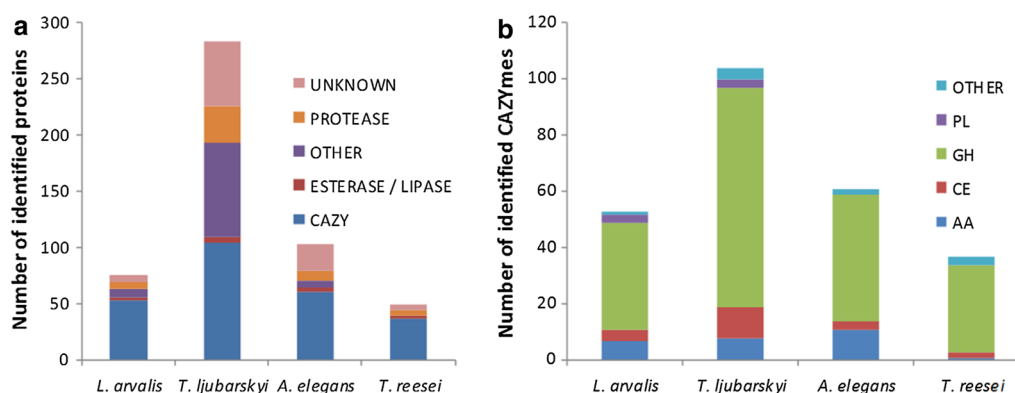 a
Number of identified proteins
300
250
200
150
100
50
0
UNKNOWN
PROTEASE
OTHER
ESTERASE / LIPASE
CAZY
L. arvalis T. ljubarskyi A. elegans T. reesei
b
Number of identified CAZYmes
120
100
80
60
40
20
0
OTHER
PL
GH
CE
AA
L. arvalis T. ljubarskyi A. elegans T. reesei